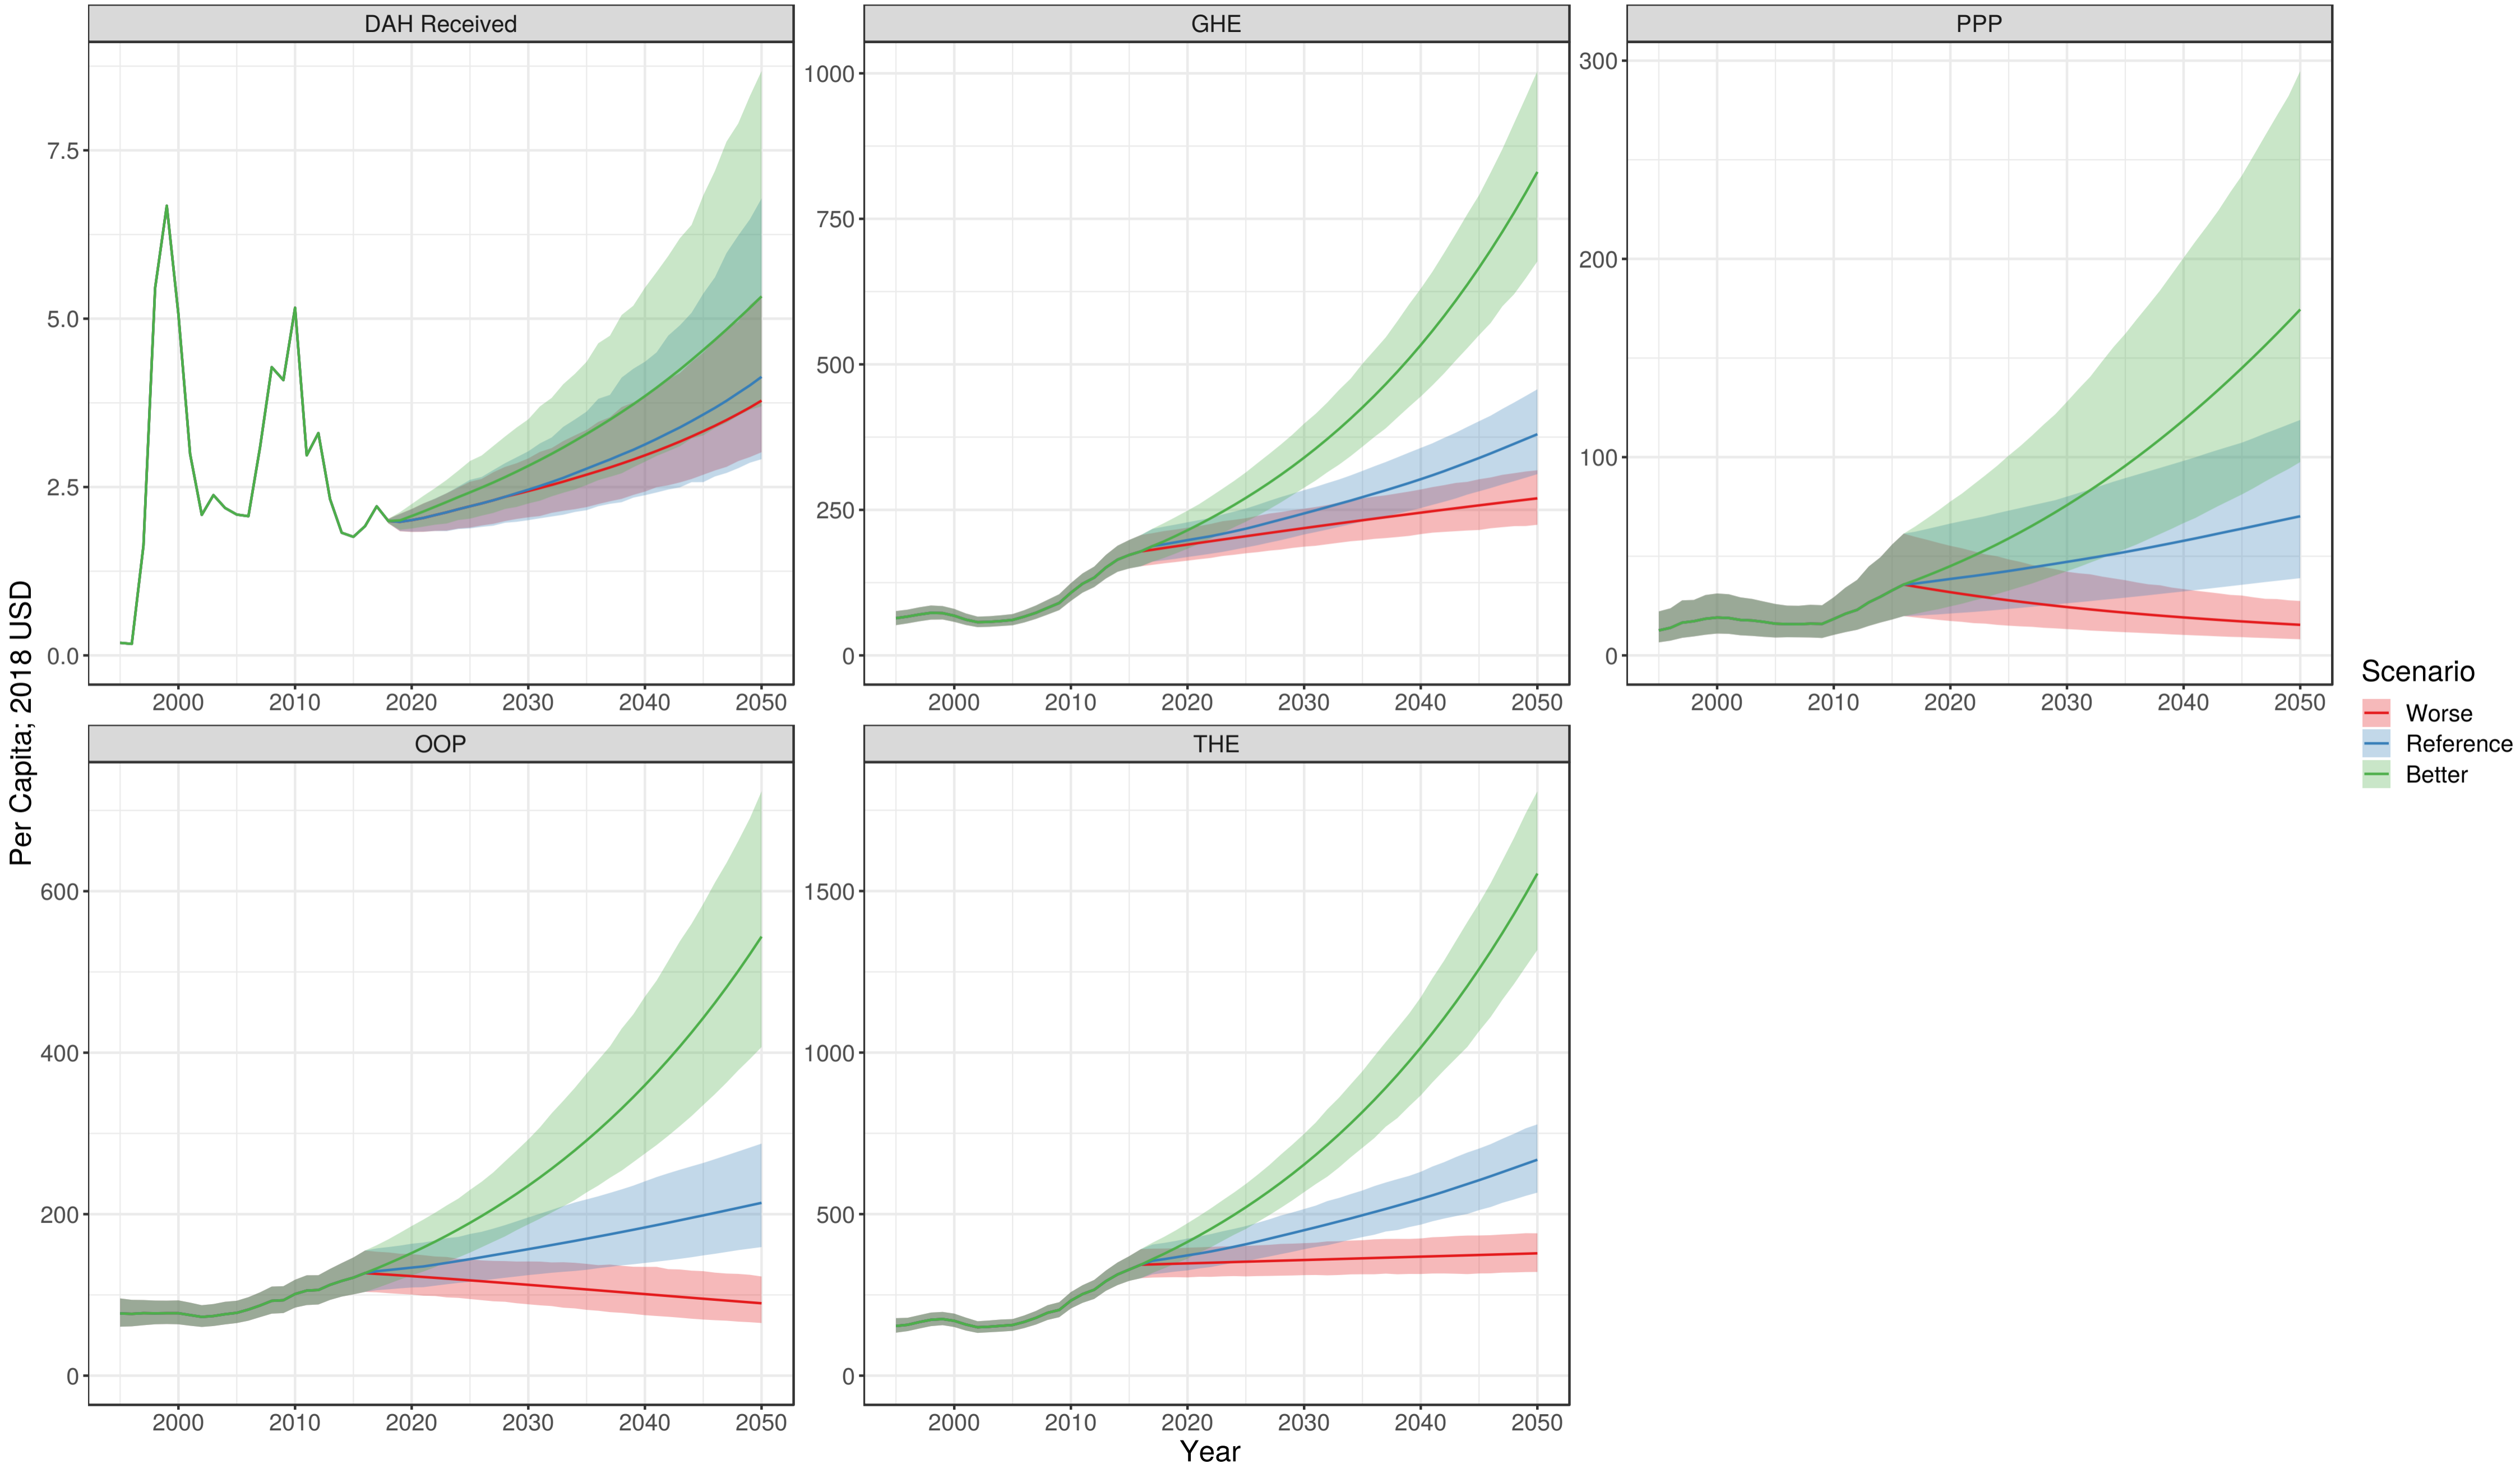 DAH Received
GHE
PPP
7.5
5.0
2.5
0.0
1000
750
500
250
0
300
200
100
0
2000 2010 2020 2030 2040 2050
2000 2010 2020 2030 2040 2050
2000 2010 2020 2030 2040 2050
Per Capita; 2018 USD
OOP
THE
600
400
200
0
1500
1000
500
0
2000 2010 2020 2030 2040 2050
2000 2010 2020 2030 2040 2050
Year
Scenario
Worse
Reference
Better